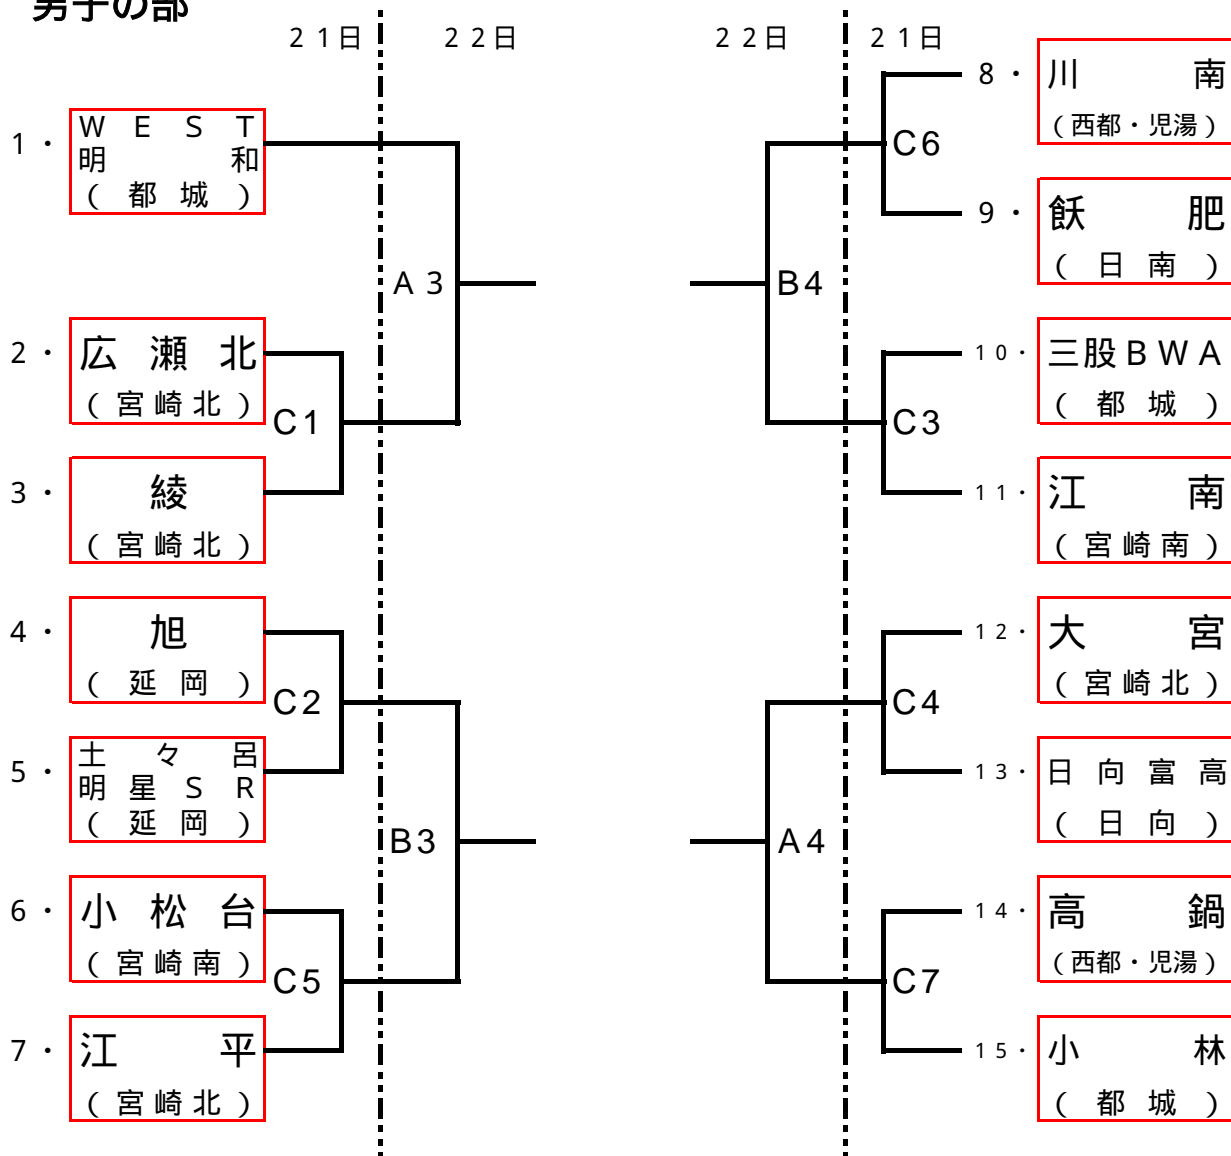 男子の部
21日 22日 22日 21日
1・ WEST
明和
(都城)
A3
2・ 広瀬北
(宮崎北)
C1
3・ 綾
(宮崎北)
4・ 旭
(延岡)
C2
5・ 土々呂
明星SR
(延岡)
B3
6・ 小松台
(宮崎南)
C5
7・ 江平
(宮崎北)
8・ 川南
(西都・児湯)
C6
9・ 飫肥
(日南)
B4
10・ 三股BWA
(都城)
C3
11・ 江南
(宮崎南)
12・ 大宮
(宮崎北)
C4
13・ 日向富高
(日向)
A4
14・ 高鍋
(西都・児湯)
C7
15・ 小林
(都城)